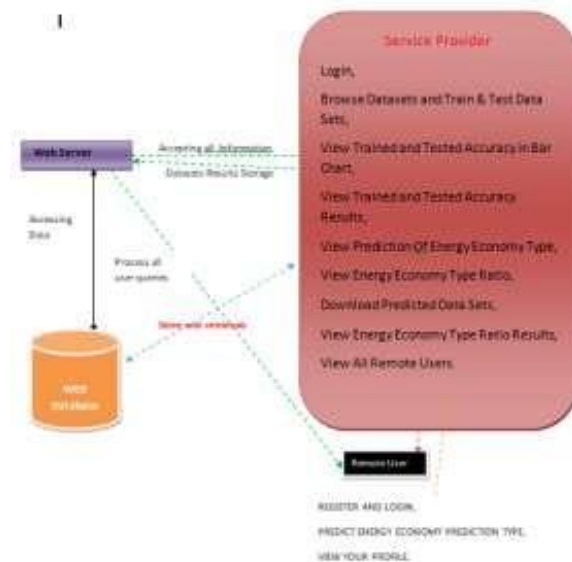 Service Provider
Login,
Browse Datasets and Train & Test Data
Sets,
View Trained and Tested Accuracy in Bar
Chart,
View Trained and Tested Accuracy
Results,
View Prediction Of Energy Economy Type,
View Energy Economy Type Ratio,
Download Predicted Data Sets,
View Energy Economy Type Ratio Results,
View All Remote Users.
Web Server
Accepting all Information
Datasets Results Storage
Accessing
Data
Process all
user queries
Store and retrievals
WEB
Database
Remote User
REGISTER AND LOGIN,
PREDICT ENERGY ECONOMY PREDICTION TYPE,
VIEW YOUR PROFILE.